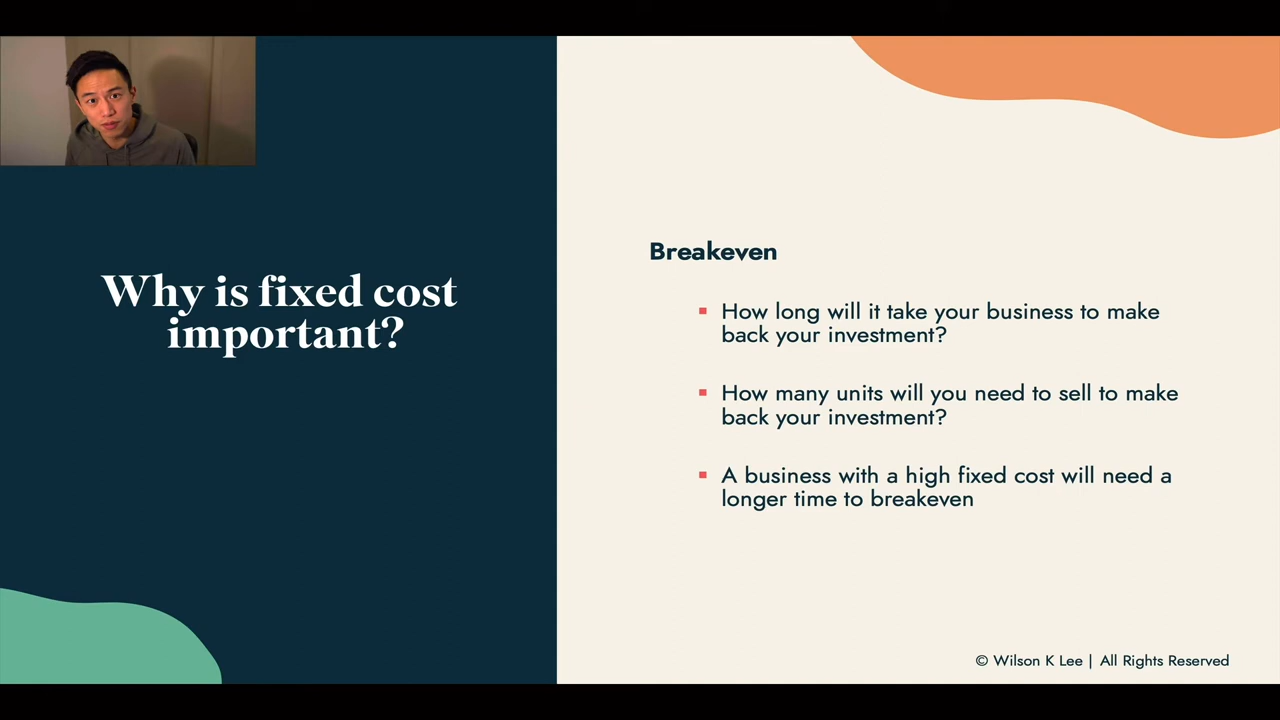 Why is fixed cost
important?
Breakeven
How long will it take your business to make
back your investment?
How many units will you need to sell to make
back your investment?
A business with a high fixed cost will need a
longer time to breakeven
© Wilson K Lee | All Rights Reserved